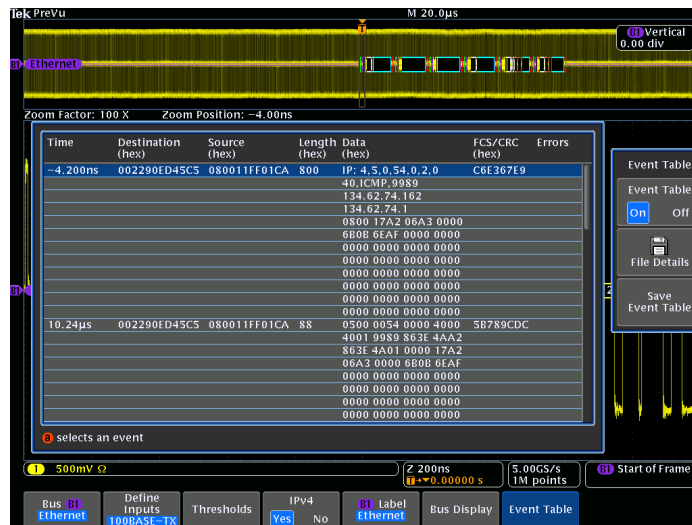 Tek PreVu
M 20.0µs
T
B1 Vertical
0.00 div
B1 Ethernet
Zoom Factor: 100 X Zoom Position: −4.00ns
Time Destination (hex) Source (hex) Length (hex) Data (hex) FCS/CRC (hex) Errors
−4.200ns 002290ED45C5 080011FF01CA 800 IP: 4,5,0,54,0,2,0 C6E367E9
40,ICMP,9989
134.62.74.162
134.62.74.1
0800 17A2 06A3 0000
6B0B 6EAF 0000 0000
0000 0000 0000 0000
0000 0000 0000 0000
0000 0000 0000 0000
0000 0000 0000 0000
0000 0000 0000 0000
0000 0000 0000 0000
10.24µs 002290ED45C5 080011FF01CA 88 0500 0054 0000 4000 5B789CDC
4001 9989 863E 4AA2
863E 4A01 0000 17A2
06A3 0000 6B0B 6EAF
0000 0000 0000 0000
0000 0000 0000 0000
0000 0000 0000 0000
0000 0000 0000 0000
a selects an event
Event Table
Event Table
On Off
File Details
Save
Event Table
B1
2
1 500mV Ω
Z 200ns
T→▼0.00000 s
5.00GS/s
1M points
B1 Start of Frame
Bus B1
Ethernet
Define
Inputs
100BASE−TX
Thresholds
IPv4
Yes No
B1 Label
Ethernet
Bus Display
Event Table